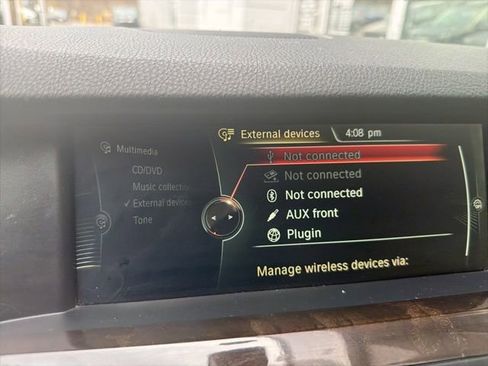 External devices
4:08 pm
Multimedia
CD/DVD
Music collection
External devices
Tone
Not connected
Not connected
Not connected
AUX front
Plugin
Manage wireless devices via: